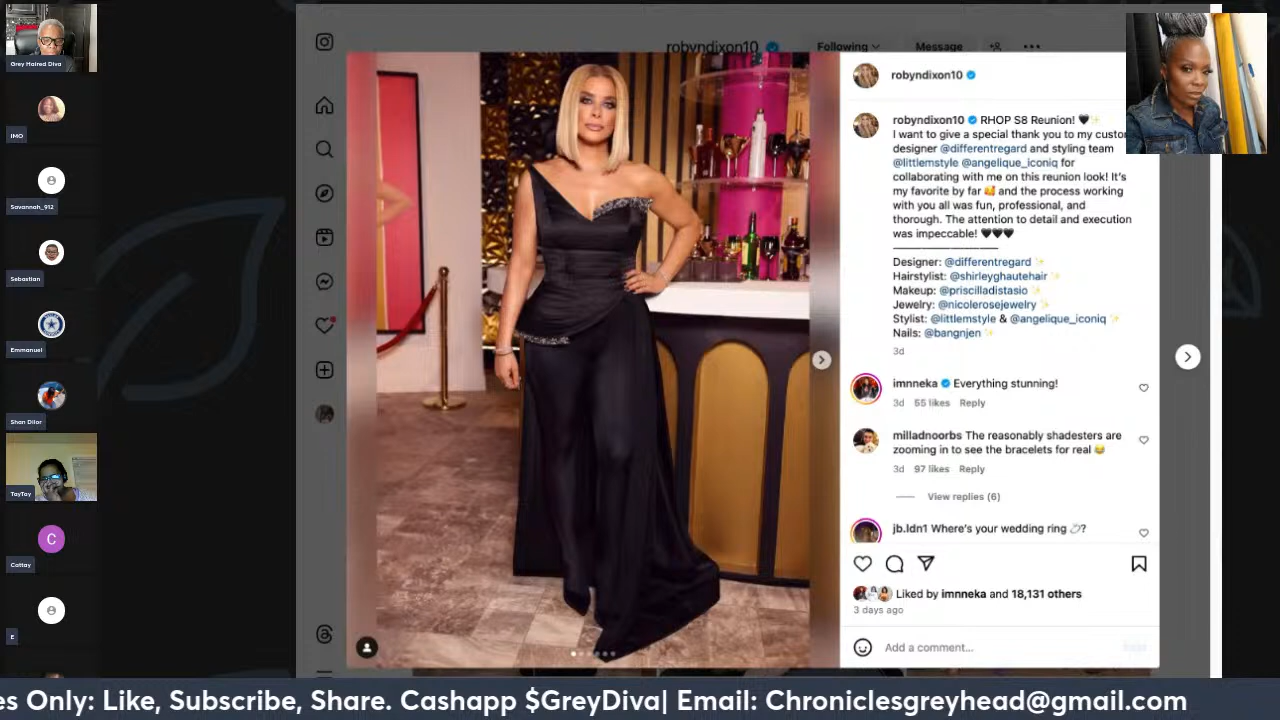 Grey Haired Diva
IMO
Savannah_912
Sebastian
Emmanuel
Shan Dilor
TayTay
C
Cattay
E
robyndixon10
Following
Message
robyndixon10
robyndixon10 RHOP S8 Reunion! 🖤✨
I want to give a special thank you to my custom
designer @differentregard and styling team
@littlemstyle @angelique_iconiq for
collaborating with me on this reunion look! It's
my favorite by far 🥰 and the process working
with you all was fun, professional, and
thorough. The attention to detail and execution
was impeccable! 🖤🖤🖤
Designer: @differentregard ✨
Hairstylist: @shirleyghautehair ✨
Makeup: @priscilladistasio ✨
Jewelry: @nicolerosejewelry ✨
Stylist: @littlemstyle & @angelique_iconiq ✨
Nails: @bangnjen ✨
3d
imnneka Everything stunning!
3d 55 likes Reply
milladnoorbs The reasonably shadesters are
zooming in to see the bracelets for real 😂
3d 97 likes Reply
View replies (6)
jb.ldn1 Where's your wedding ring 💍?
Liked by imnneka and 18,131 others
3 days ago
Add a comment...
es Only: Like, Subscribe, Share. Cashapp $GreyDiva| Email: Chroniclesgreyhead@gmail.com